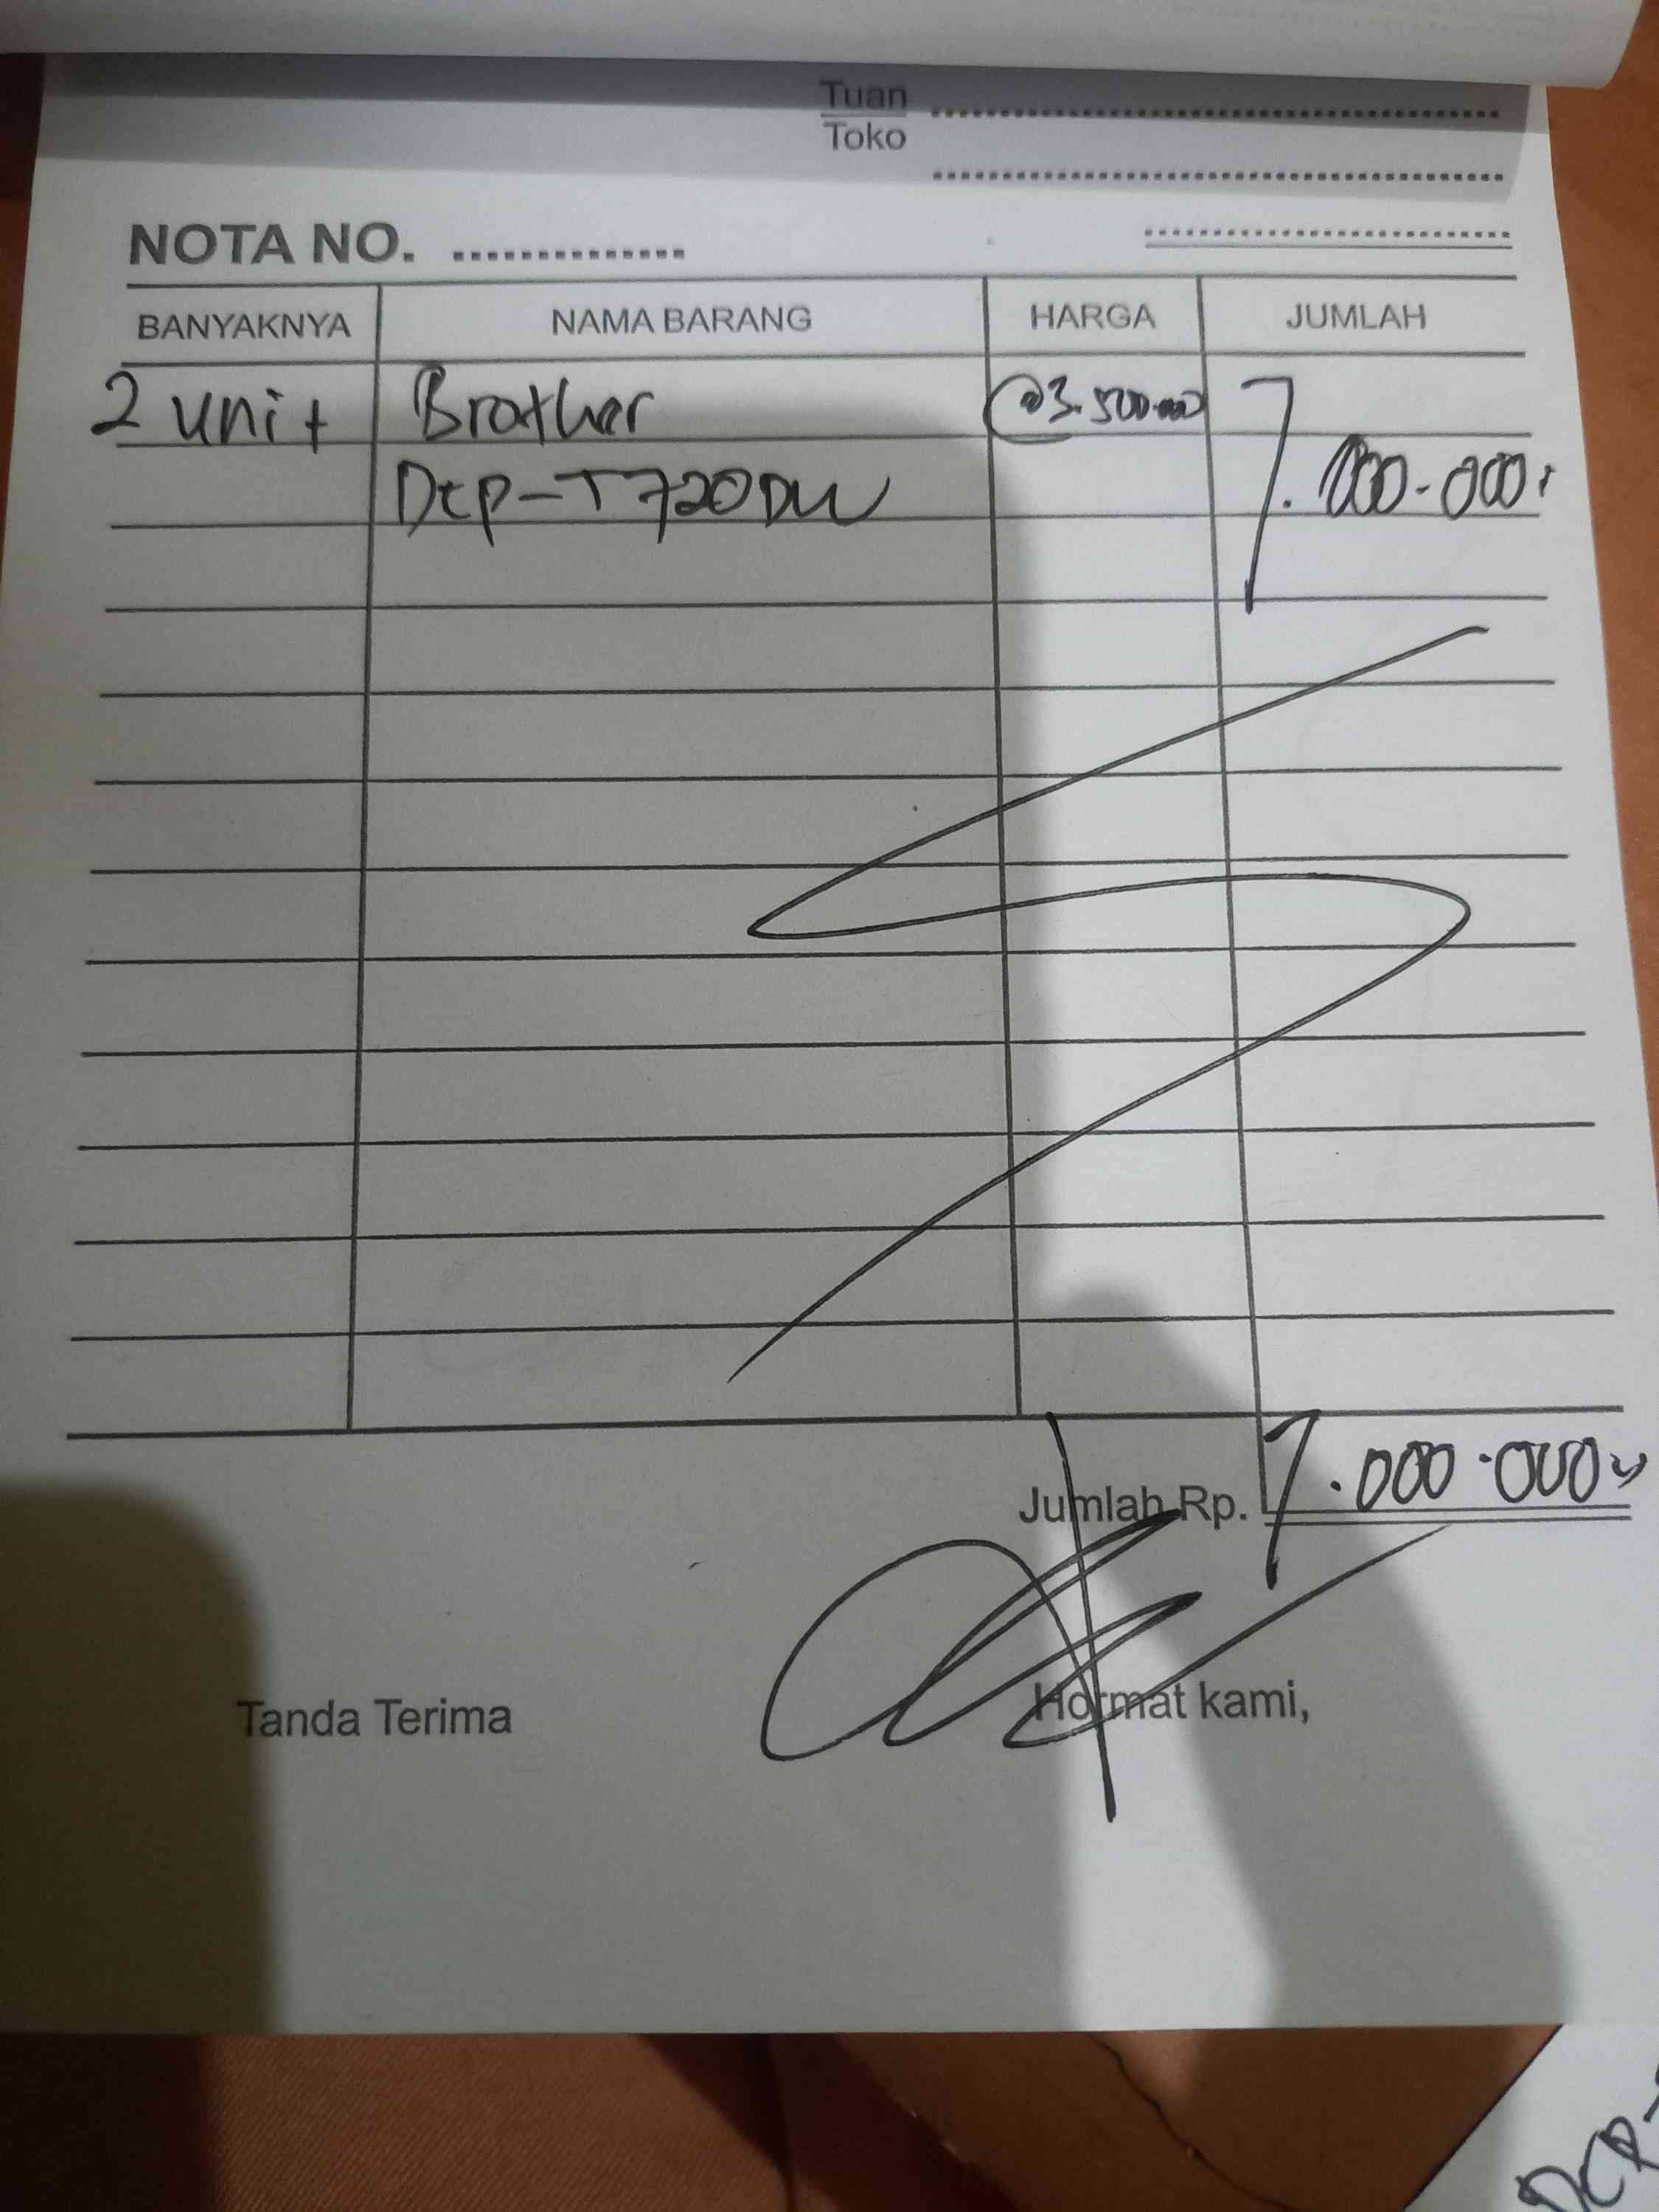 Tuan
Toko
NOTA NO.
BANYAKNYA NAMA BARANG HARGA JUMLAH
2 unit Brother @3.500.000 7.000.000,
Dcp-T720DW
Jumlah Rp. 7.000.000,,
Tanda Terima Hormat kami,